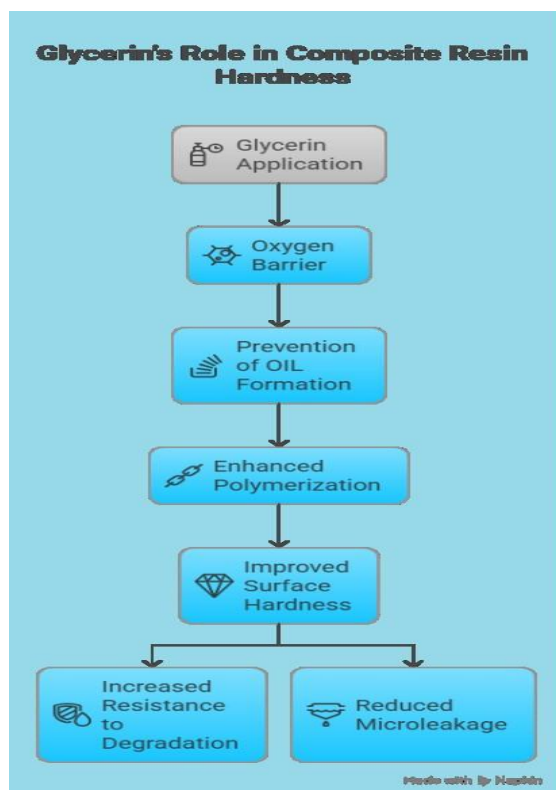 Glycerin's Role in Composite Resin
Hardness
Glycerin
Application
Oxygen
Barrier
Prevention
of OIL
Formation
Enhanced
Polymerization
Improved
Surface
Hardness
Increased
Resistance
to
Degradation
Reduced
Microleakage
Made with
Napkin